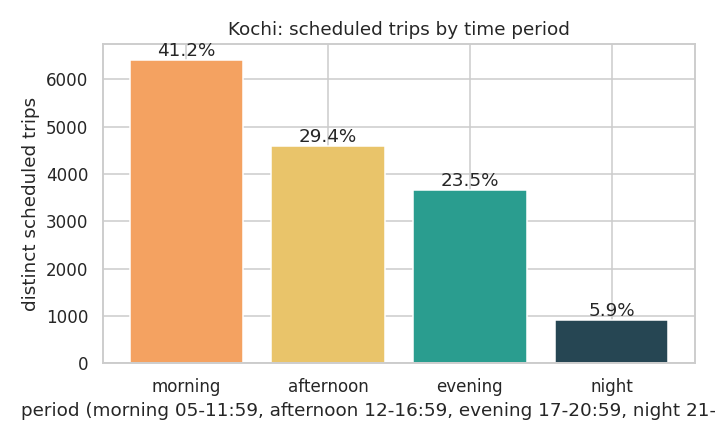 Kochi: scheduled trips by time period
distinct scheduled trips
6000
5000
4000
3000
2000
1000
0
41.2%
29.4%
23.5%
5.9%
morning
afternoon
evening
night
period (morning 05-11:59, afternoon 12-16:59, evening 17-20:59, night 21-